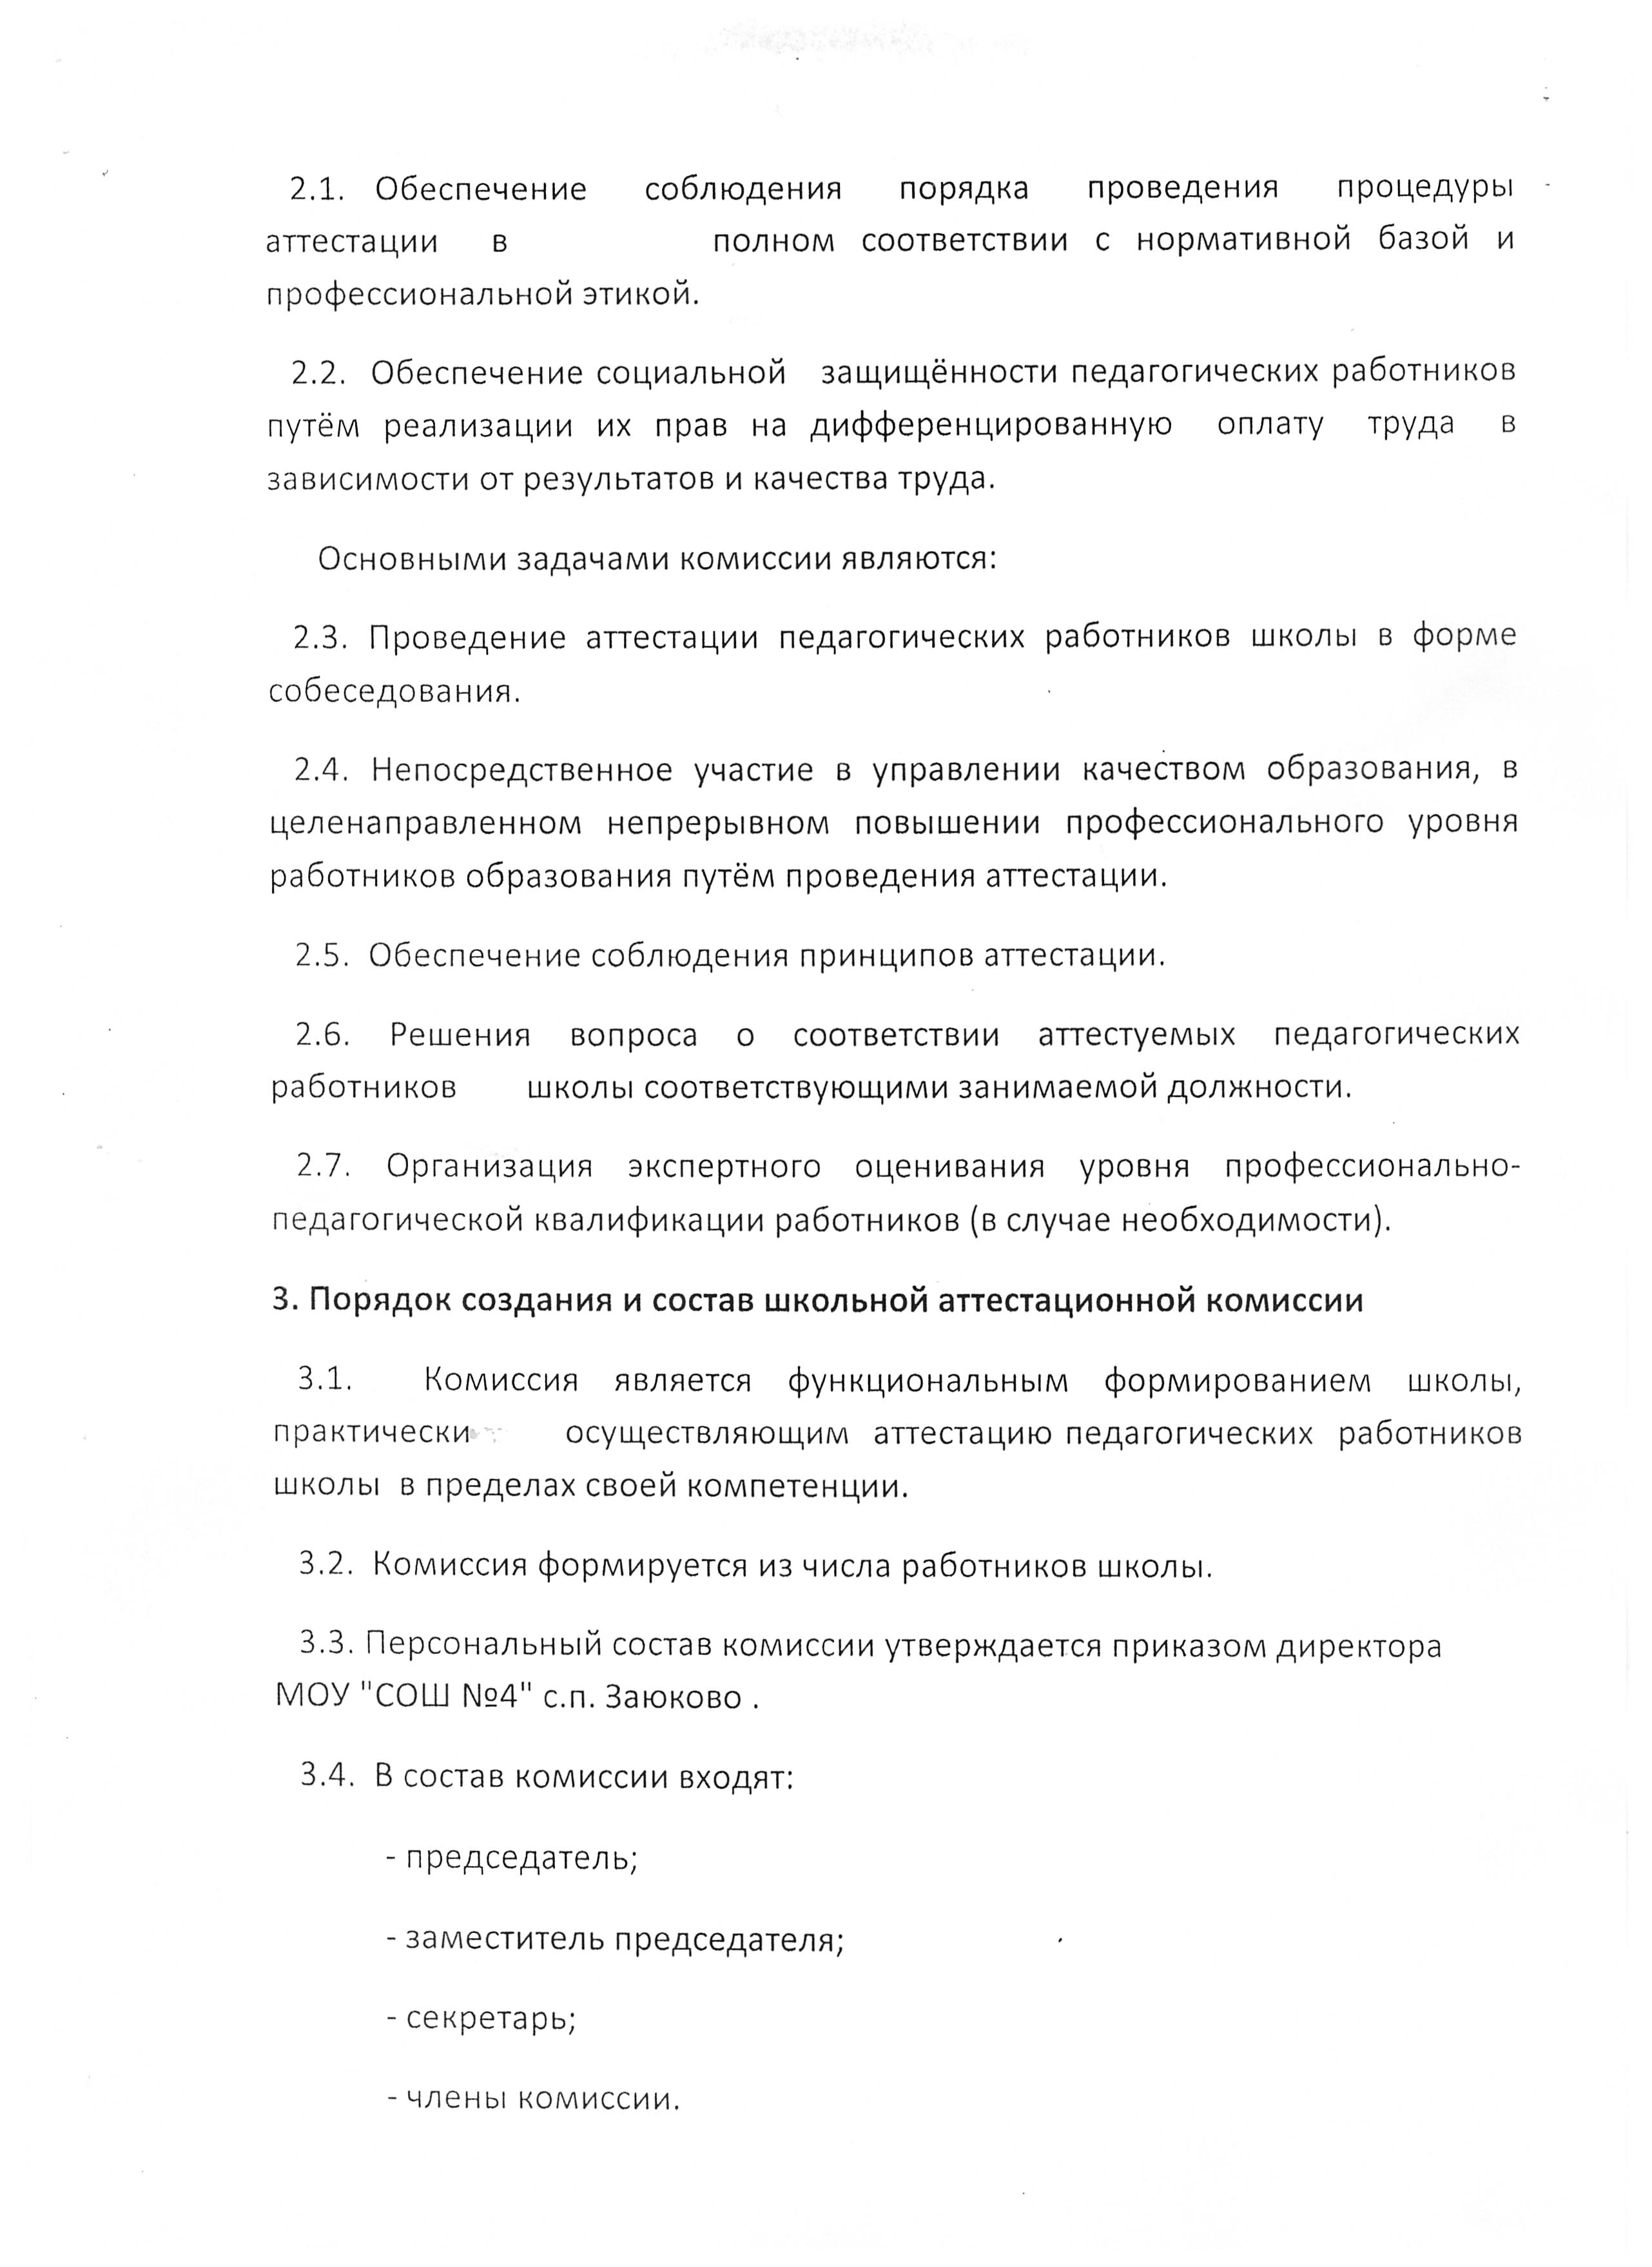 2.1. Обеспечение соблюдения порядка проведения процедуры
аттестации в полном соответствии с нормативной базой и
профессиональной этикой.
2.2. Обеспечение социальной защищённости педагогических работников
путём реализации их прав на дифференцированную оплату труда в
зависимости от результатов и качества труда.
Основными задачами комиссии являются:
2.3. Проведение аттестации педагогических работников школы в форме
собеседования.
2.4. Непосредственное участие в управлении качеством образования, в
целенаправленном непрерывном повышении профессионального уровня
работников образования путём проведения аттестации.
2.5. Обеспечение соблюдения принципов аттестации.
2.6. Решения вопроса о соответствии аттестуемых педагогических
работников школы соответствующими занимаемой должности.
2.7. Организация экспертного оценивания уровня профессионально-
педагогической квалификации работников (в случае необходимости).
3. Порядок создания и состав школьной аттестационной комиссии
3.1. Комиссия является функциональным формированием школы,
практически осуществляющим аттестацию педагогических работников
школы в пределах своей компетенции.
3.2. Комиссия формируется из числа работников школы.
3.3. Персональный состав комиссии утверждается приказом директора
МОУ "СОШ №4" с.п. Заюково .
3.4. В состав комиссии входят:
- председатель;
- заместитель председателя;
- секретарь;
- члены комиссии.